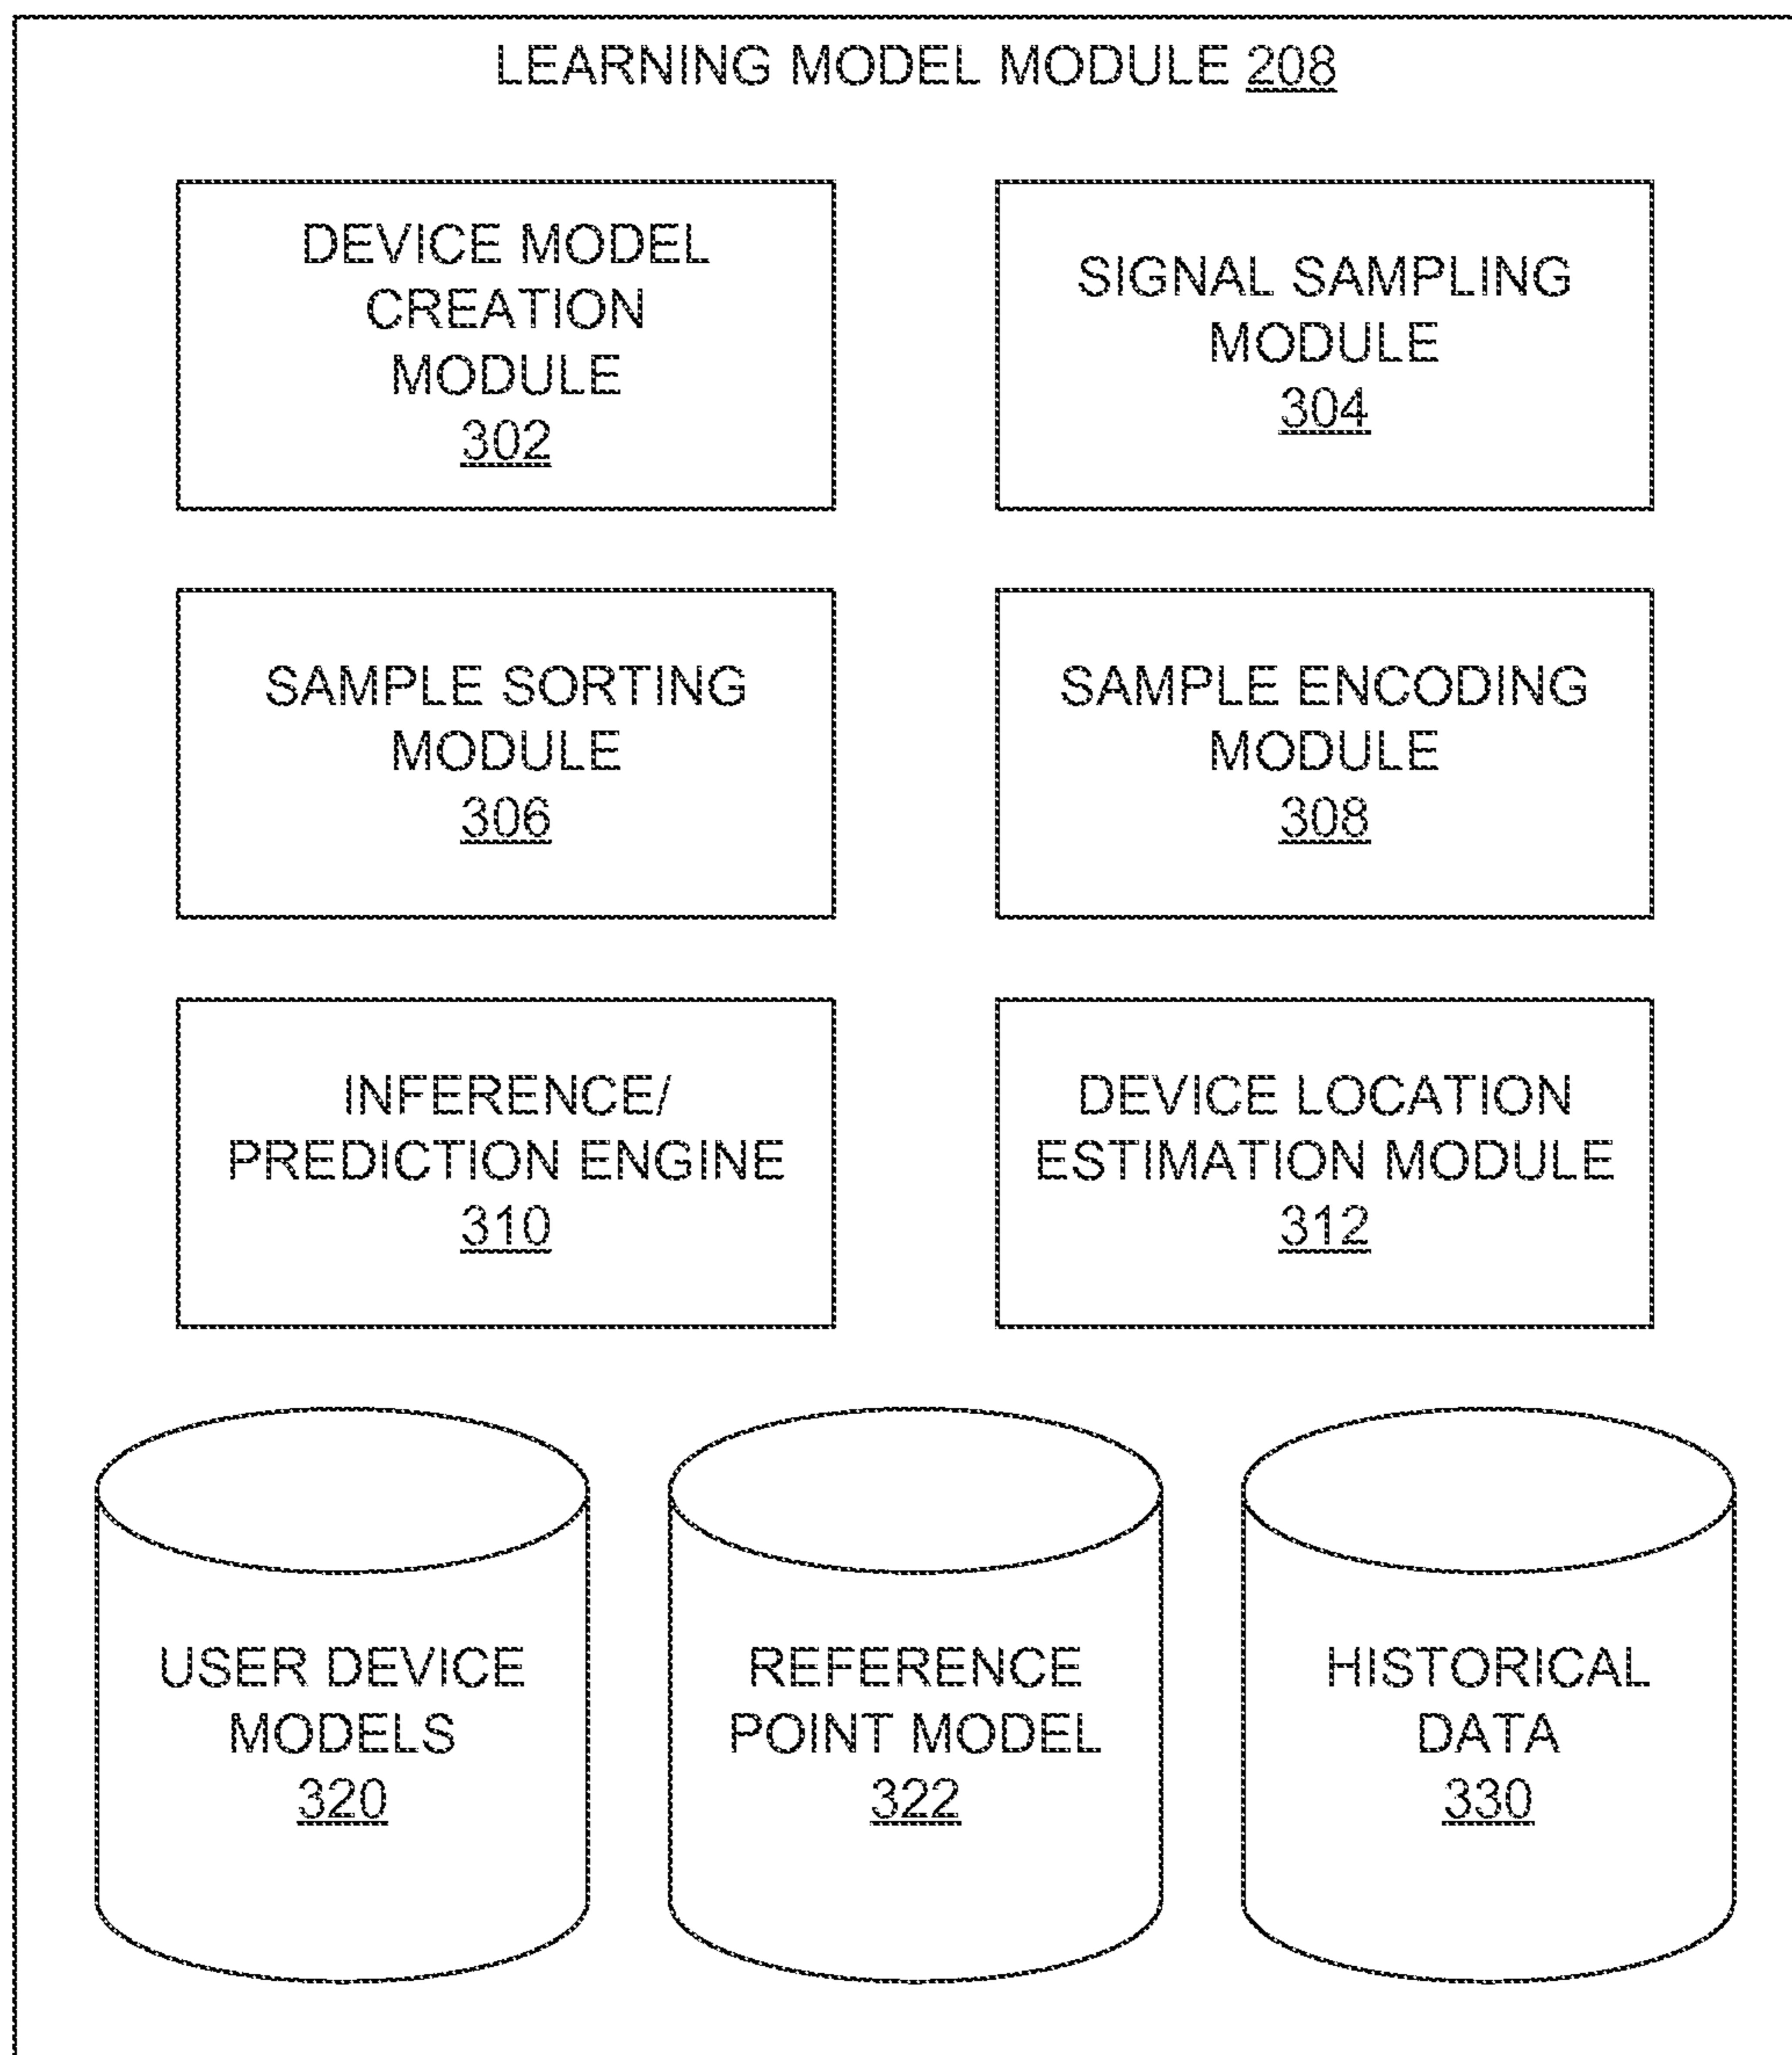 LEARNING MODEL MODULE 208
DEVICE MODEL
CREATION
MODULE
302
SIGNAL SAMPLING
MODULE
304
SAMPLE SORTING
MODULE
306
SAMPLE ENCODING
MODULE
308
INFERENCE/
PREDICTION ENGINE
310
DEVICE LOCATION
ESTIMATION MODULE
312
USER DEVICE
MODELS
320
REFERENCE
POINT MODEL
322
HISTORICAL
DATA
330